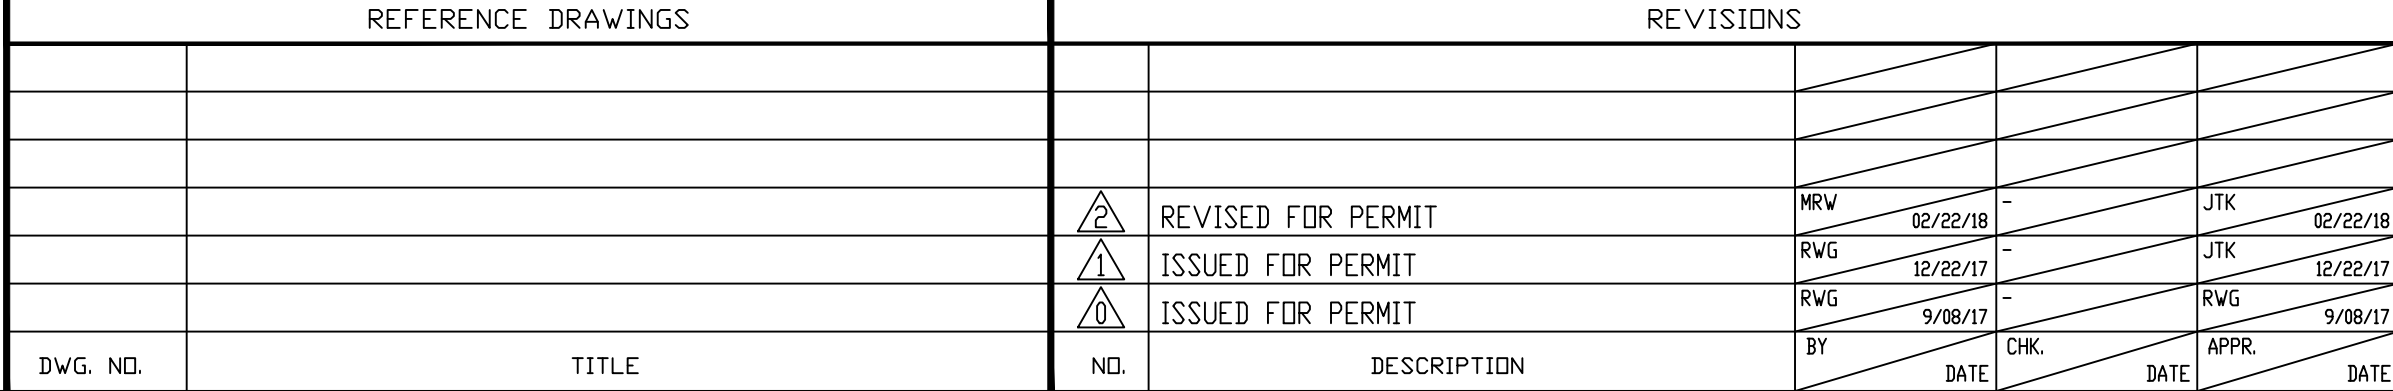 REFERENCE DRAWINGS REVISIONS
2 REVISED FOR PERMIT MRW 02/22/18 - JTK 02/22/18
1 ISSUED FOR PERMIT RWG 12/22/17 - JTK 12/22/17
0 ISSUED FOR PERMIT RWG 9/08/17 - RWG 9/08/17
DWG. NO. TITLE NO. DESCRIPTION BY DATE CHK. DATE APPR. DATE